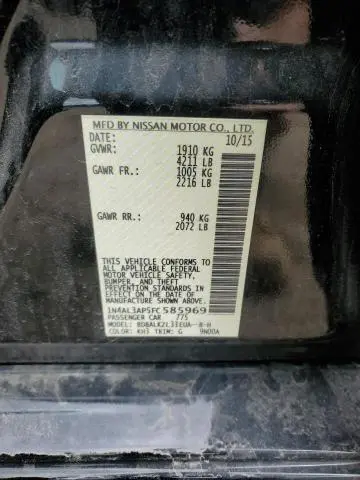 MFD BY NISSAN MOTOR CO., LTD.
DATE: 10/15
GVWR: 1910 KG
4211 LB
GAWR FR.: 1005 KG
2216 LB
GAWR RR.: 940 KG
2072 LB
THIS VEHICLE CONFORMS TO
ALL APPLICABLE FEDERAL
MOTOR VEHICLE SAFETY,
BUMPER, AND THEFT
PREVENTION STANDARDS IN
EFFECT ON THE DATE OF
MANUFACTURE SHOWN ABOVE.
1N4AL3AP5FC585969
PASSENGER CAR 775
MODEL: BDBALK2L33EUA--B-H
COLOR: KH3 TRIM: G 9N00A